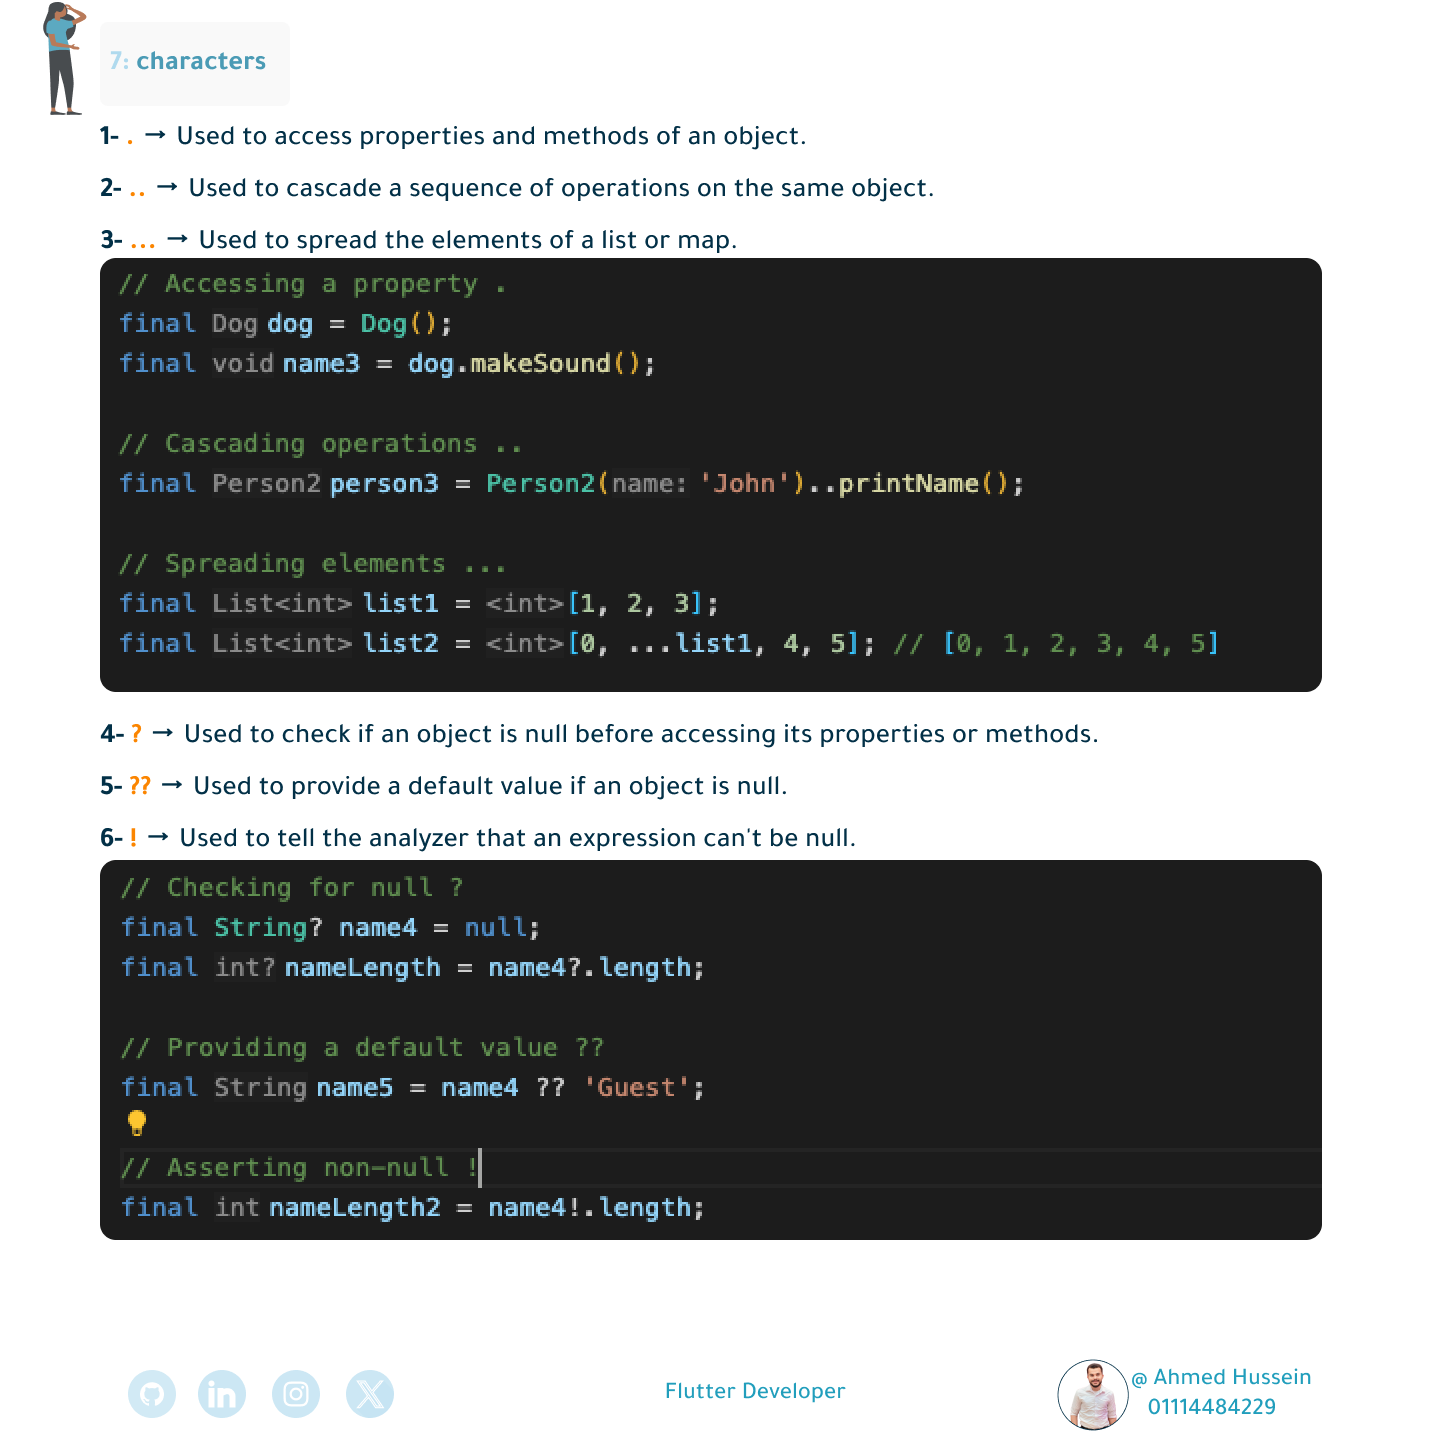 7: characters
1- . → Used to access properties and methods of an object.
2- .. → Used to cascade a sequence of operations on the same object.
3- ... → Used to spread the elements of a list or map.
// Accessing a property .
final Dog dog = Dog();
final void name3 = dog.makeSound();
// Cascading operations ..
final Person2 person3 = Person2(name: 'John')..printName();
// Spreading elements ...
final List<int> list1 = <int>[1, 2, 3];
final List<int> list2 = <int>[0, ...list1, 4, 5]; // [0, 1, 2, 3, 4, 5]
4- ? → Used to check if an object is null before accessing its properties or methods.
5- ?? → Used to provide a default value if an object is null.
6- ! → Used to tell the analyzer that an expression can't be null.
// Checking for null ?
final String? name4 = null;
final int? nameLength = name4?.length;
// Providing a default value ??
final String name5 = name4 ?? 'Guest';
// Asserting non-null !
final int nameLength2 = name4!.length;
Flutter Developer
@ Ahmed Hussein
01114484229